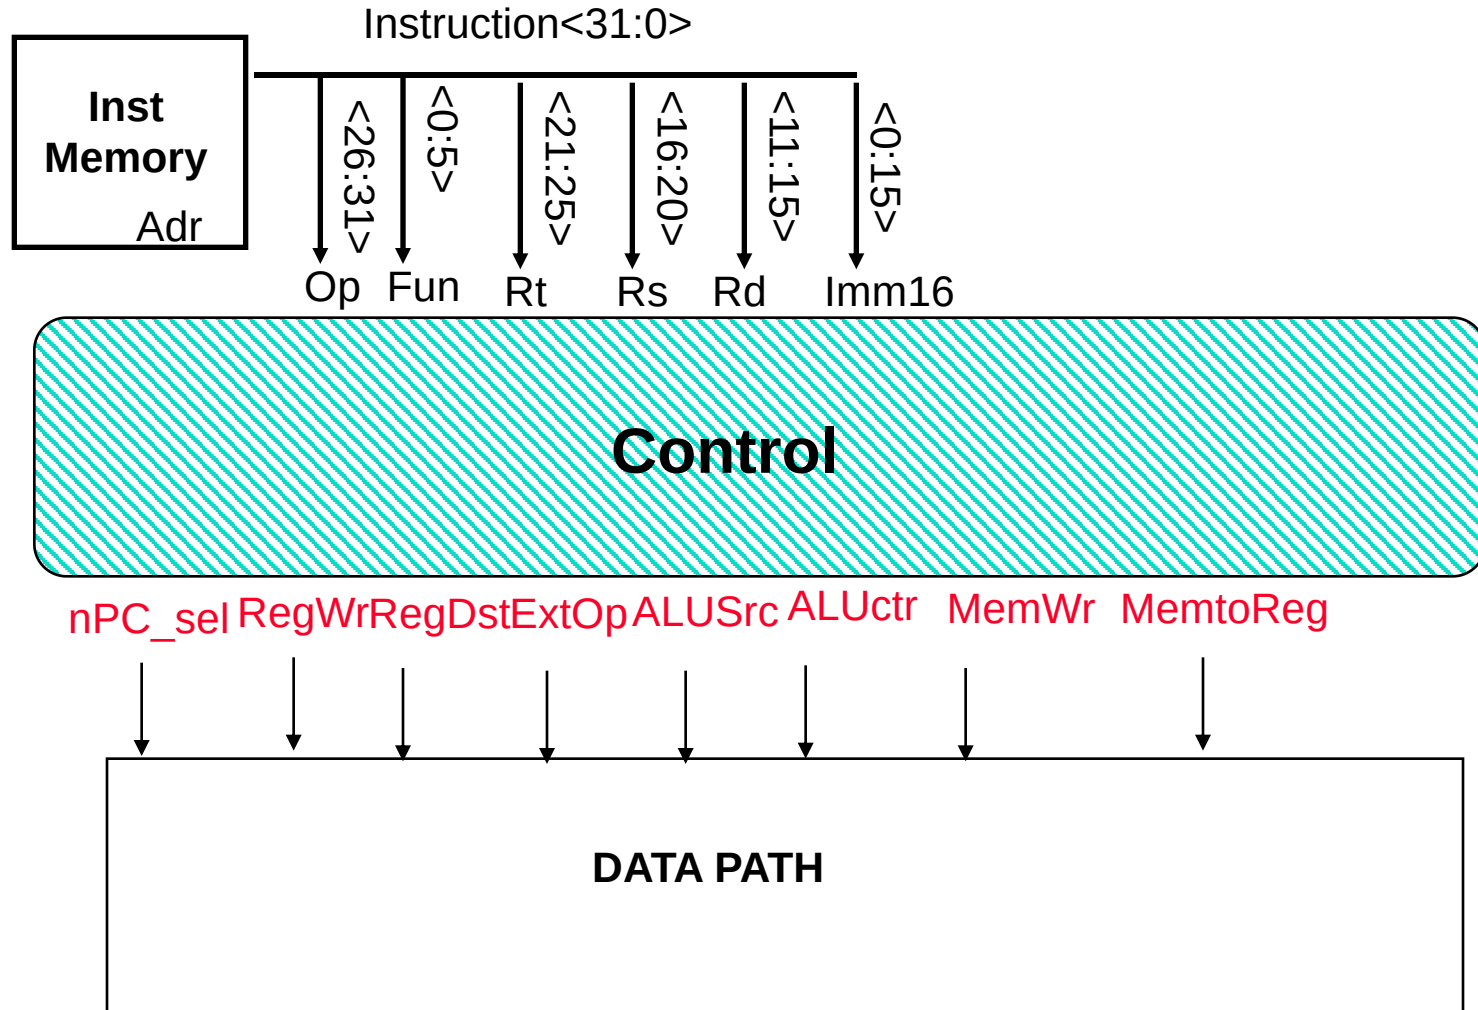 Instruction<31:0>
Inst
Memory
Adr
<26:31>
<0:5>
<21:25>
<16:20>
<11:15>
<0:15>
Op Fun Rt Rs Rd Imm16
Control
nPC_sel RegWr RegDst ExtOp ALUSrc ALUctr MemWr MemtoReg
DATA PATH